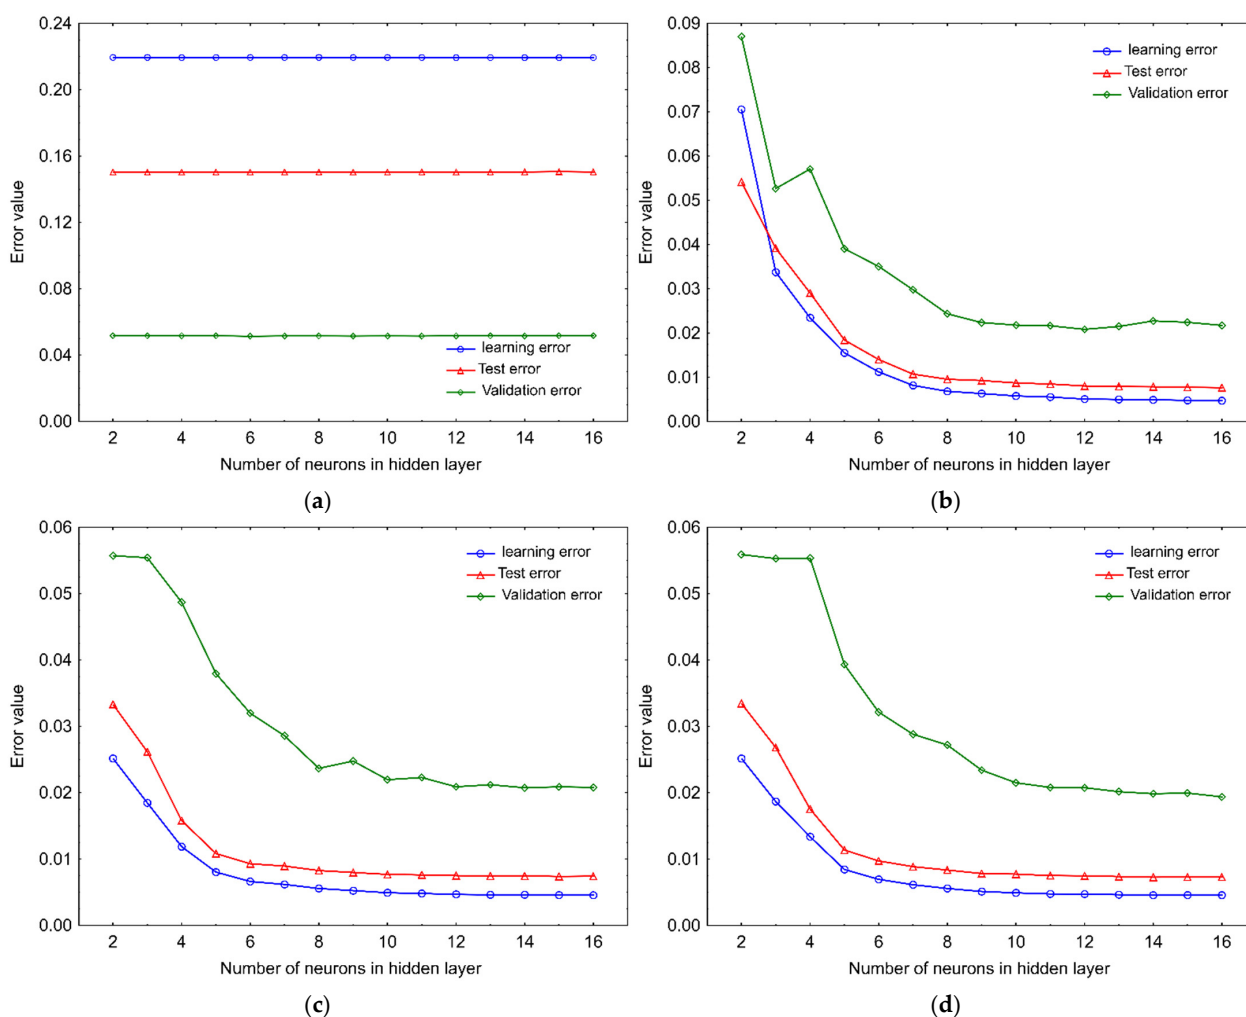 0.24
0.20
0.16
0.12
0.08
0.04
0.00
Error value
learning error
Test error
Validation error
2 4 6 8 10 12 14 16
Number of neurons in hidden layer
(a)
0.09
0.08
0.07
0.06
0.05
0.04
0.03
0.02
0.01
0.00
Error value
learning error
Test error
Validation error
2 4 6 8 10 12 14 16
Number of neurons in hidden layer
(b)
0.06
0.05
0.04
0.03
0.02
0.01
0.00
Error value
learning error
Test error
Validation error
2 4 6 8 10 12 14 16
Number of neurons in hidden layer
(c)
0.06
0.05
0.04
0.03
0.02
0.01
0.00
Error value
learning error
Test error
Validation error
2 4 6 8 10 12 14 16
Number of neurons in hidden layer
(d)